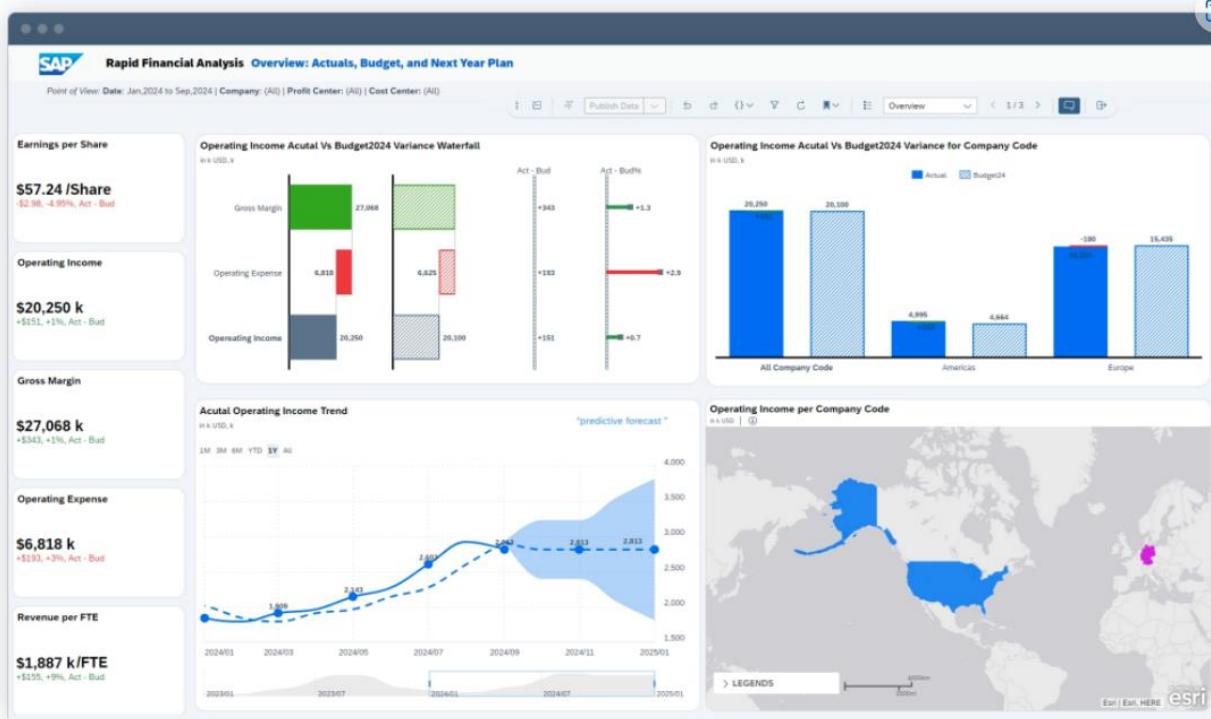 SAP
Rapid Financial Analysis Overview: Actuals, Budget, and Next Year Plan
Point of View: Date: Jan,2024 to Sep,2024 | Company: (All) | Profit Center: (All) | Cost Center: (All)
Publish Data
Overview
1/3
Earnings per Share
$57.24 /Share
-$2.98, -4.95%, Act - Bud
Operating Income
$20,250 k
+$151, +1%, Act - Bud
Gross Margin
$27,068 k
+$343, +1%, Act - Bud
Operating Expense
$6,818 k
+$193, +3%, Act - Bud
Revenue per FTE
$1,887 k/FTE
+$155, +9%, Act - Bud
Operating Income Acutal Vs Budget2024 Variance Waterfall
in k USD, k
Act - Bud
Act - Bud%
Gross Margin
27,068
+343
+1.3
Operating Expense
6,818
6,625
+193
+2.9
Opereating Income
20,250
20,100
+151
+0.7
Operating Income Acutal Vs Budget2024 Variance for Company Code
in k USD, k
Actual
Budget24
20,250
20,100
4,995
4,664
-180
15,435
All Company Code
Americas
Europe
Acutal Operating Income Trend
in k USD, k
"predictive forecast "
1M 3M 6M YTD 1Y All
4,000
3,500
3,000
2,500
2,000
1,500
2,143
2,813
2,813
2024/01
2024/03
2024/05
2024/07
2024/09
2024/11
2025/01
2023/01
2023/07
2024/01
2024/07
2025/01
Operating Income per Company Code
in k USD
> LEGENDS
Esri | Esri, HERE
esri